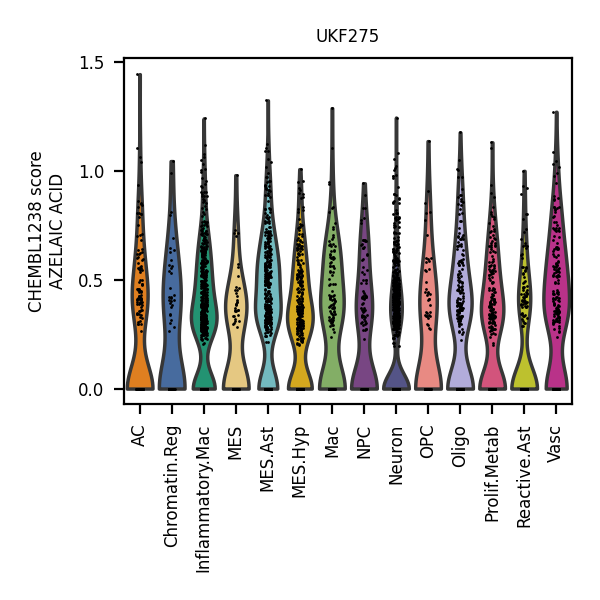 UKF275
CHEMBL1238 score
AZELAIC ACID
1.5
1.0
0.5
0.0
AC
Chromatin.Reg
Inflammatory.Mac
MES
MES.Ast
MES.Hyp
Mac
NPC
Neuron
OPC
Oligo
Prolif.Metab
Reactive.Ast
Vasc